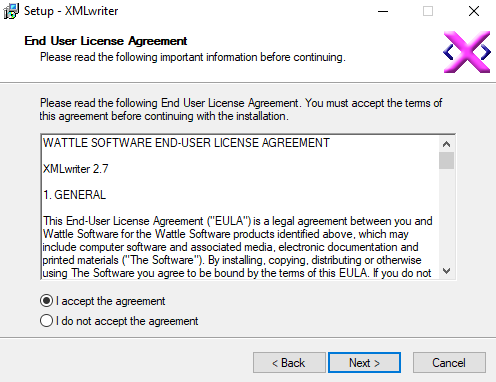 Setup - XMLwriter
End User License Agreement
Please read the following important information before continuing.
Please read the following End User License Agreement. You must accept the terms of
this agreement before continuing with the installation.
WATTLE SOFTWARE END-USER LICENSE AGREEMENT
XMLwriter 2.7
1. GENERAL
This End-User License Agreement ("EULA") is a legal agreement between you and
Wattle Software for the Wattle Software products identified above, which may
include computer software and associated media, electronic documentation and
printed materials ("The Software"). By installing, copying, distributing or otherwise
using The Software you agree to be bound by the terms of this EULA. If you do not
I accept the agreement
I do not accept the agreement
< Back
Next >
Cancel